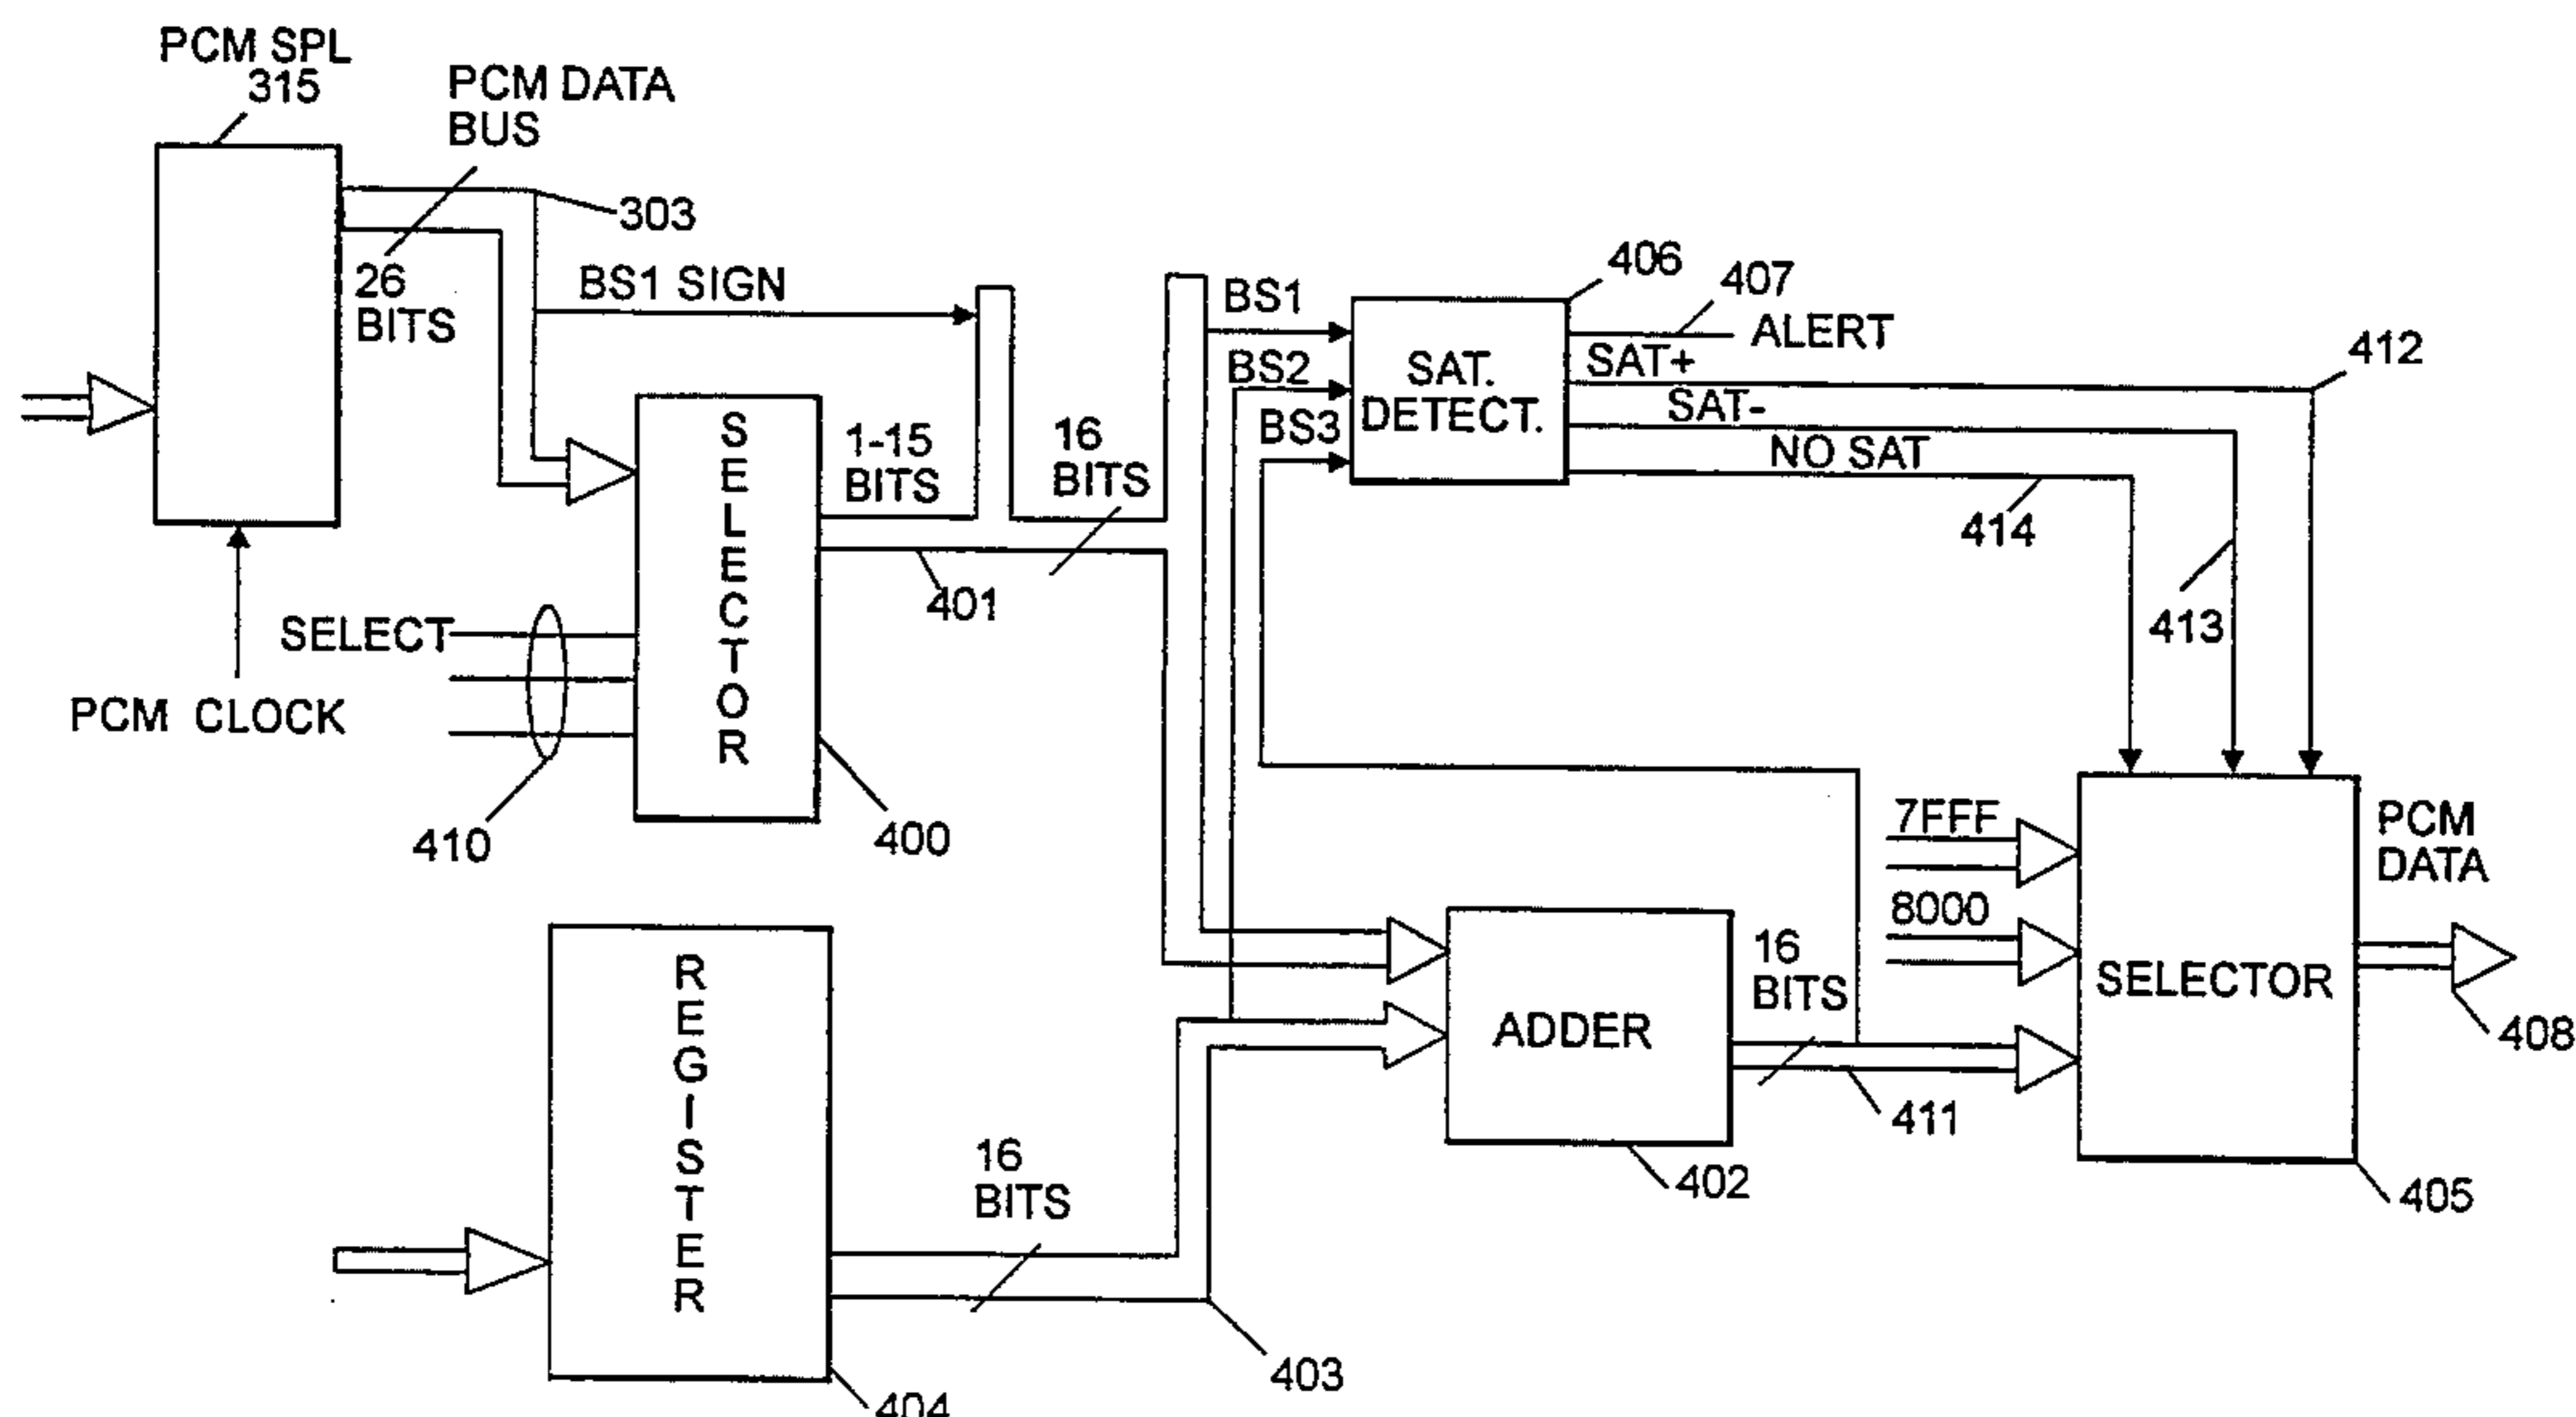 PCM SPL
315
PCM DATA
BUS
303
26
BITS
BS1 SIGN
BS1
BS2
BS3
SAT.
DETECT.
406
407
ALERT
SAT+
SAT-
NO SAT
412
414
413
SELECTOR
1-15
BITS
16
BITS
401
SELECT
PCM CLOCK
410
400
7FFF
8000
PCM
DATA
SELECTOR
408
405
ADDER
16
BITS
411
402
REGISTER
16
BITS
403
404